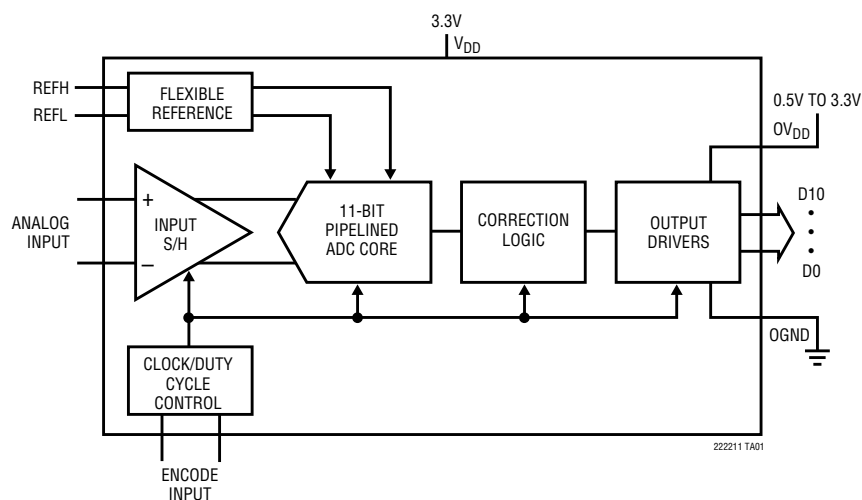 3.3V
VDD
REFH
REFL
FLEXIBLE
REFERENCE
0.5V TO 3.3V
OVDD
ANALOG
INPUT
+
–
INPUT
S/H
11-BIT
PIPELINED
ADC CORE
CORRECTION
LOGIC
OUTPUT
DRIVERS
D10
•
•
•
D0
OGND
CLOCK/DUTY
CYCLE
CONTROL
ENCODE
INPUT
222211 TA01